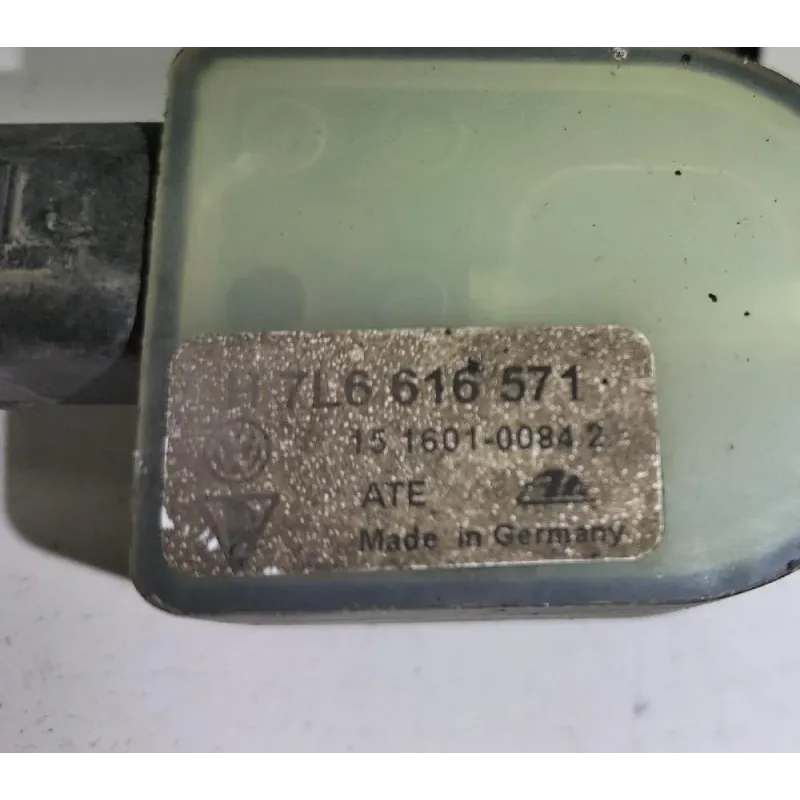 H 7L6 616 571
15.1601-0084.2
ATE
Made in Germany